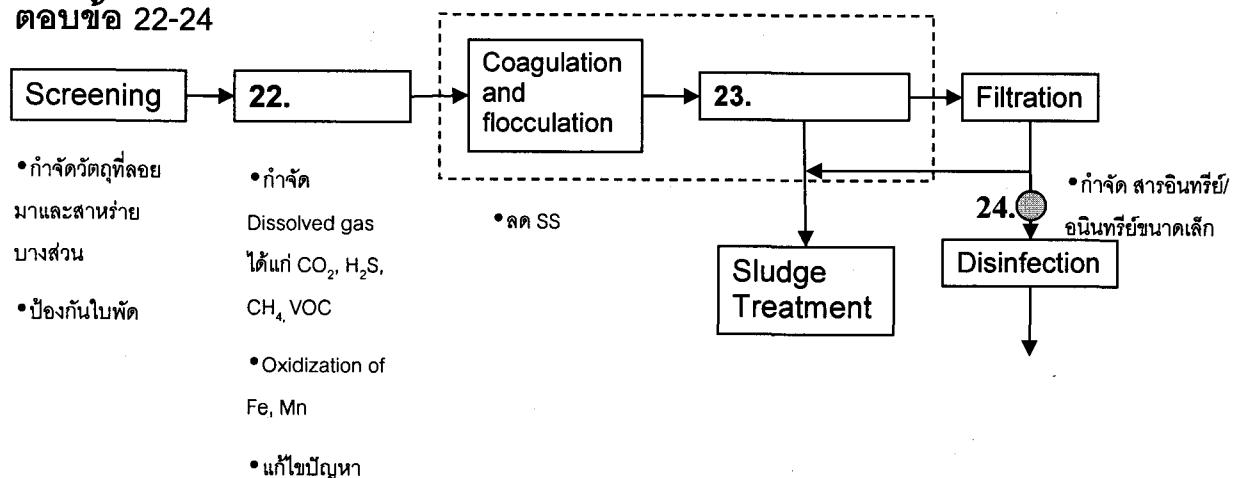 ตอบข้อ 22-24
Screening
22.
Coagulation
and
flocculation
23.
Filtration
•กำจัดวัตถุที่ลอย
มาและสาหร่าย
บางส่วน
•ป้องกันใบพัด
•กำจัด
Dissolved gas
ได้แก่ CO₂, H₂S,
CH₄, VOC
•Oxidization of
Fe, Mn
•แก้ไขปัญหา
•ลด SS
24.
•กำจัด สารอินทรีย์/
อนินทรีย์ขนาดเล็ก
Sludge
Treatment
Disinfection